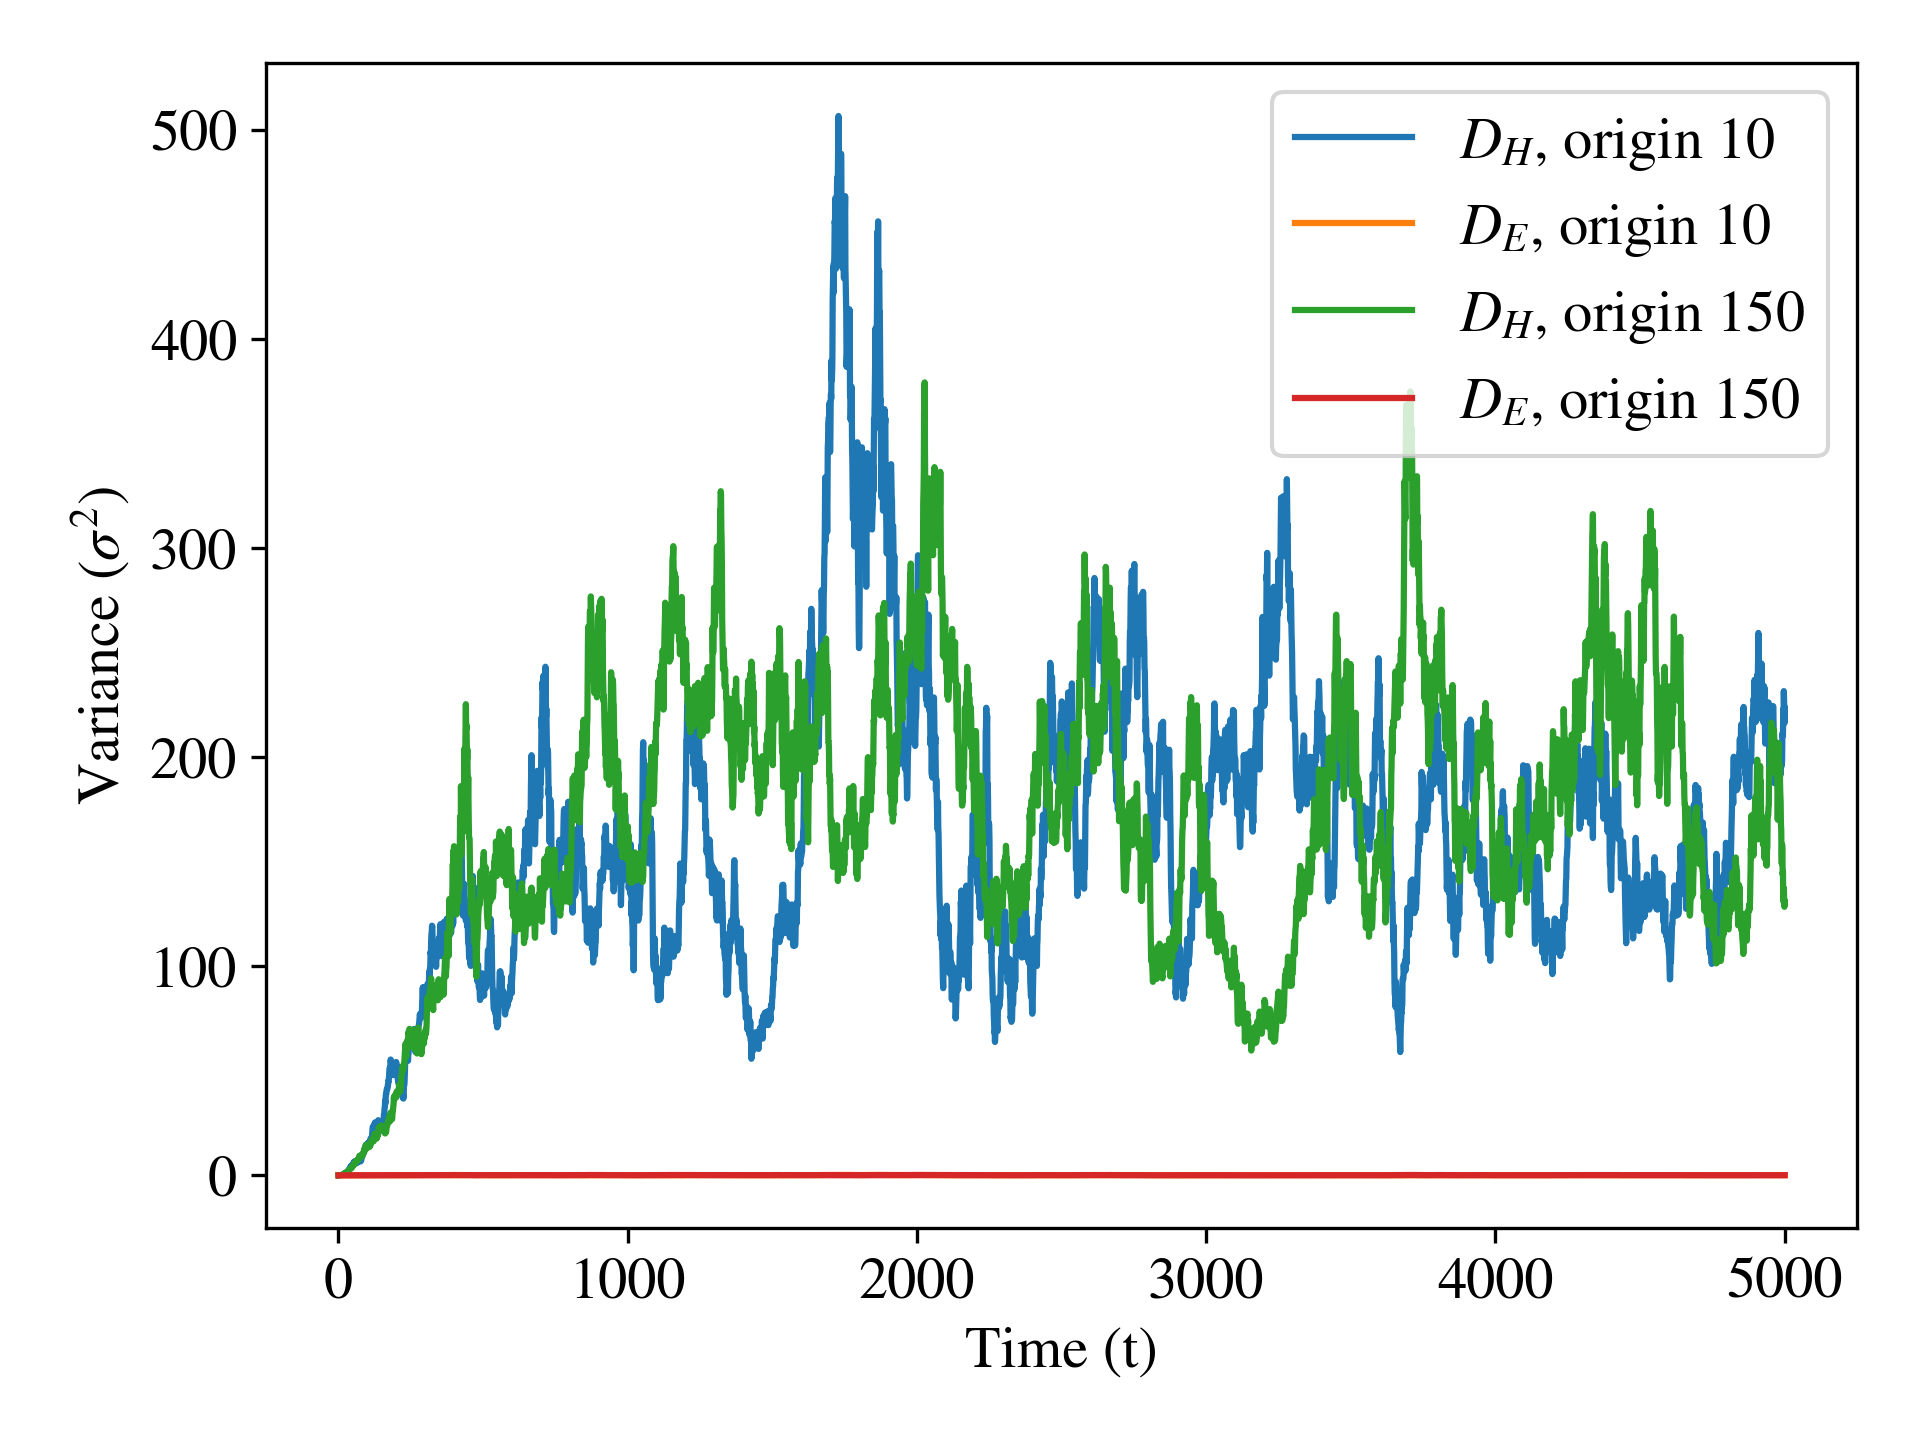 500
400
300
200
100
0
Variance (σ²)
0 1000 2000 3000 4000 5000
Time (t)
D_H, origin 10
D_E, origin 10
D_H, origin 150
D_E, origin 150